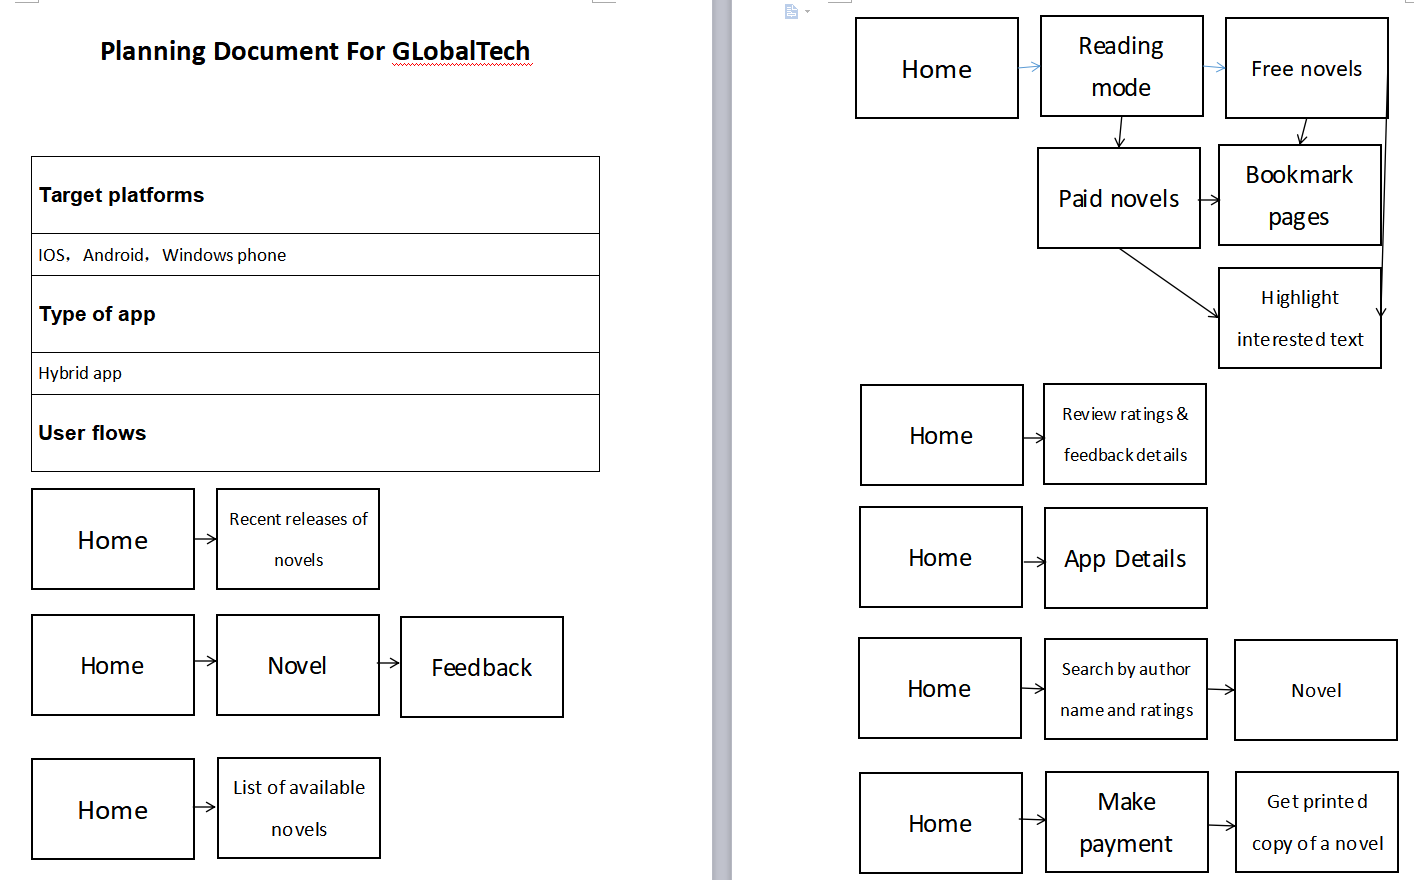 Planning Document For GLobalTech
Target platforms
IOS，Android，Windows phone
Type of app
Hybrid app
User flows
Home
Recent releases of
novels
Home
Novel
Feedback
Home
List of available
novels
Home
Reading
mode
Free novels
Paid novels
Bookmark
pages
Highlight
interested text
Home
Review ratings &
feedback details
Home
App Details
Home
Search by author
name and ratings
Novel
Home
Make
payment
Get printed
copy of a novel